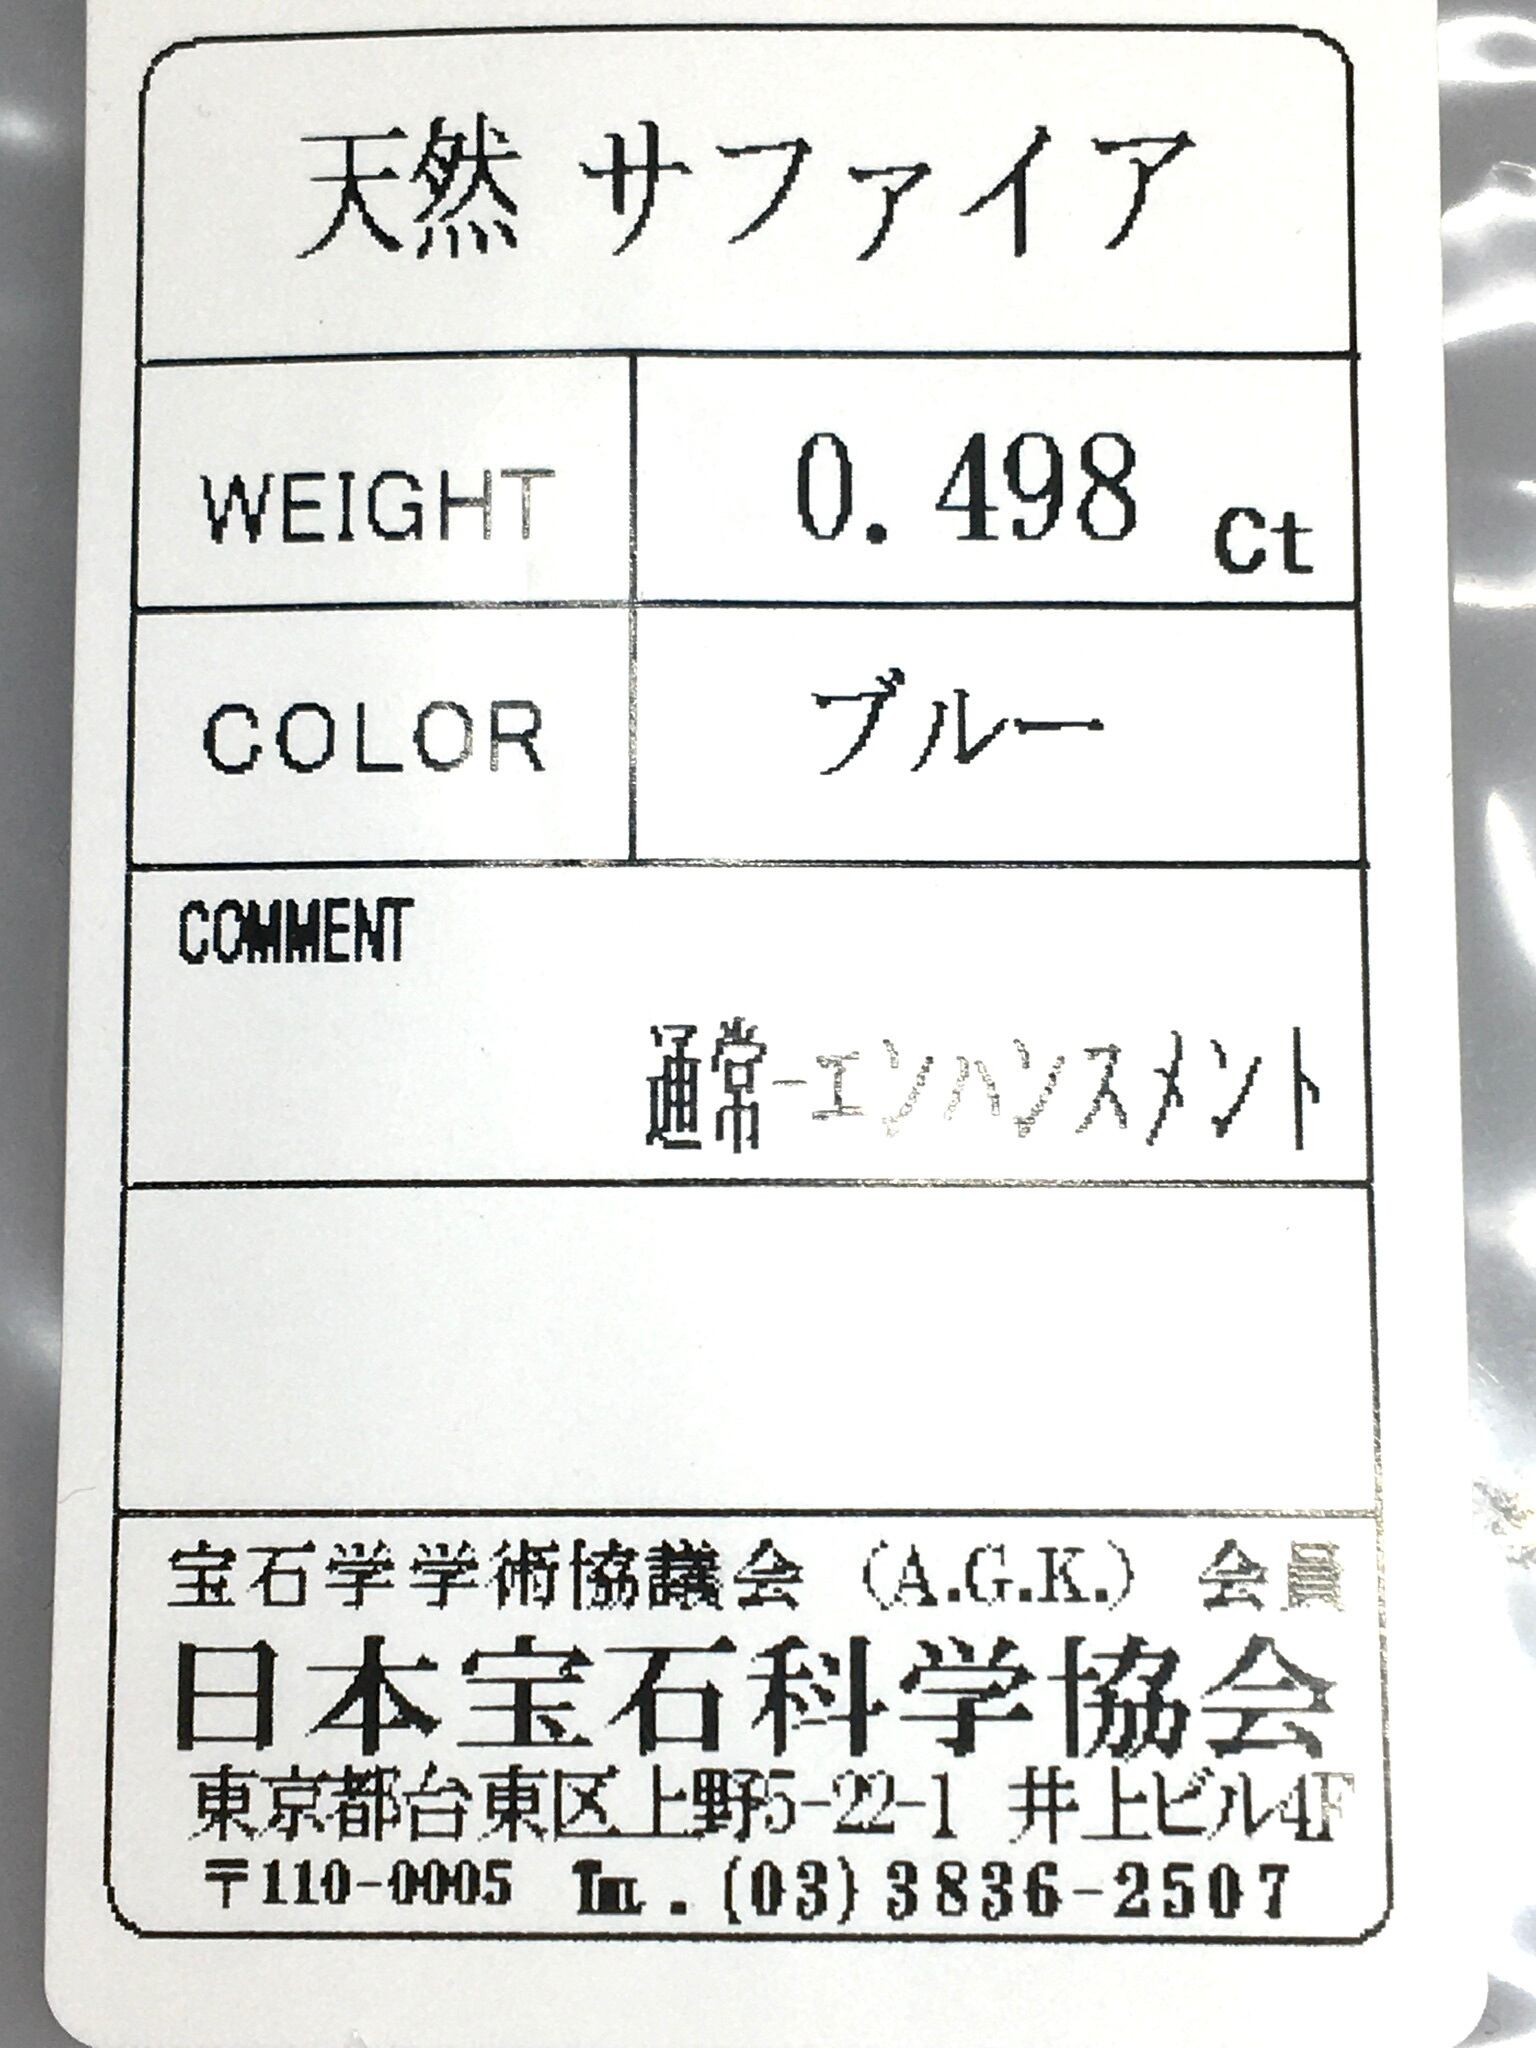 天然 サファイア
WEIGHT 0.498 Ct
COLOR ブルー
COMMENT
通常-エンハンスメント
宝石学学術協議会 (A.G.K.) 会員
日本宝石科学協会
東京都台東区上野5-22-1 井上ビル4F
〒110-0005 TEL.(03)3836-2507